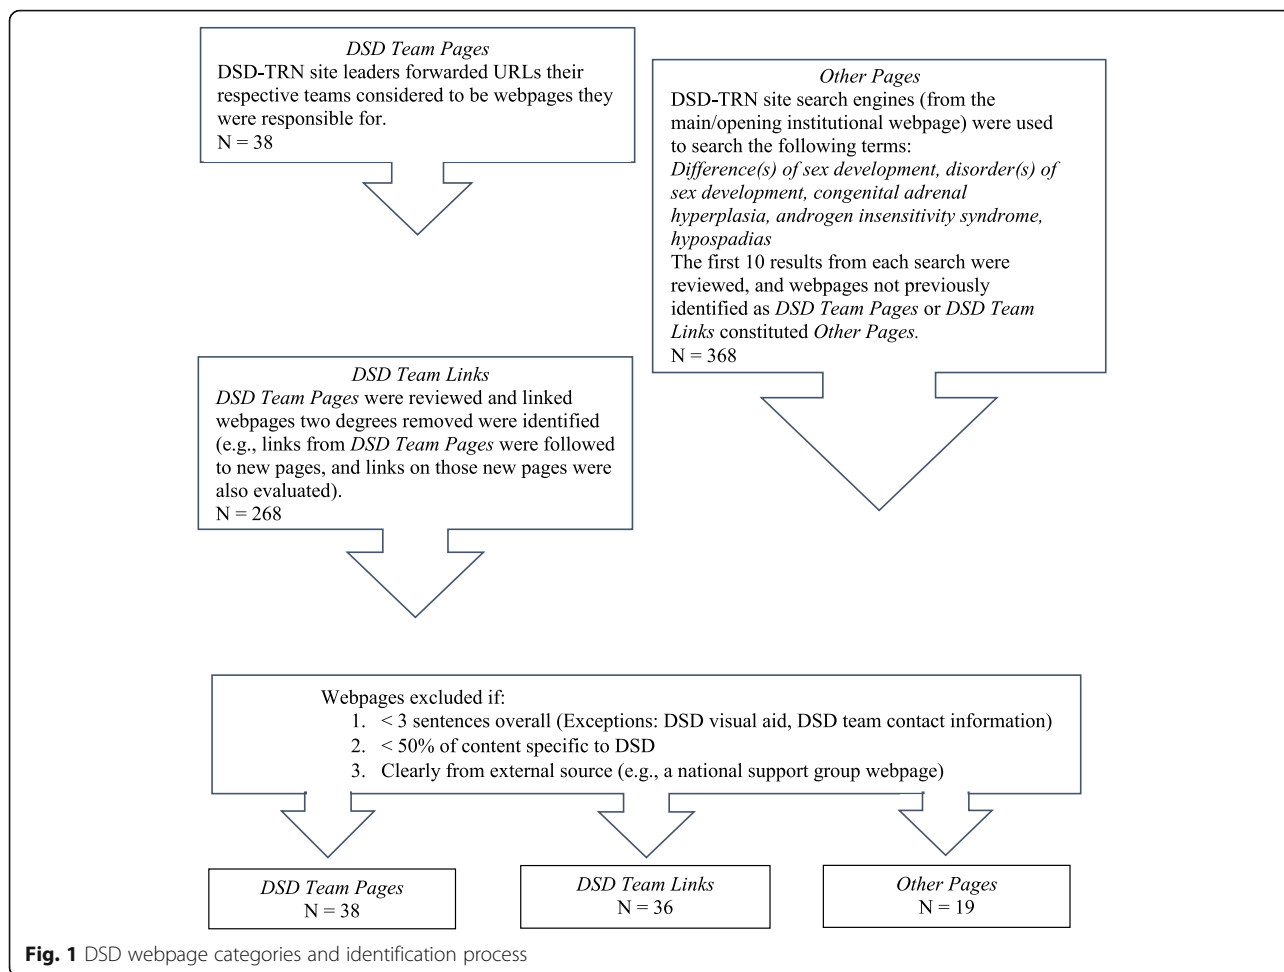 DSD Team Pages
DSD-TRN site leaders forwarded URLs their
respective teams considered to be webpages they
were responsible for.
N = 38
Other Pages
DSD-TRN site search engines (from the
main/opening institutional webpage) were used
to search the following terms:
Difference(s) of sex development, disorder(s) of
sex development, congenital adrenal
hyperplasia, androgen insensitivity syndrome,
hypospadias
The first 10 results from each search were
reviewed, and webpages not previously
identified as DSD Team Pages or DSD Team
Links constituted Other Pages.
N = 368
DSD Team Links
DSD Team Pages were reviewed and linked
webpages two degrees removed were identified
(e.g., links from DSD Team Pages were followed
to new pages, and links on those new pages were
also evaluated).
N = 268
Webpages excluded if:
1. < 3 sentences overall (Exceptions: DSD visual aid, DSD team contact information)
2. < 50% of content specific to DSD
3. Clearly from external source (e.g., a national support group webpage)
DSD Team Pages
N = 38
DSD Team Links
N = 36
Other Pages
N = 19
Fig. 1 DSD webpage categories and identification process